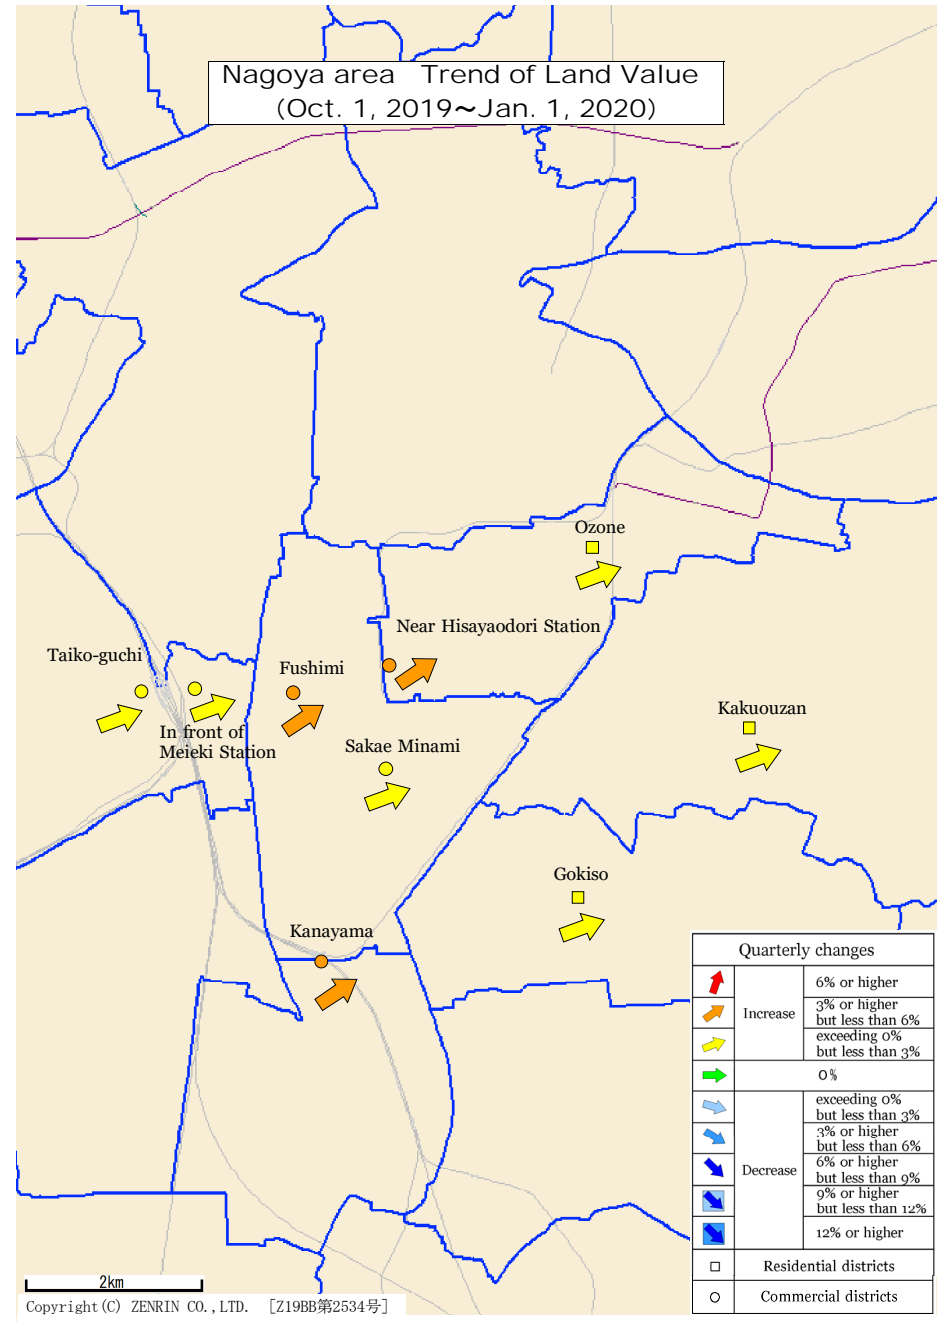 Nagoya area Trend of Land Value
(Oct. 1, 2019～Jan. 1, 2020)
Ozone
Near Hisayaodori Station
Taiko-guchi
Fushimi
In front of
Meieki Station
Sakae Minami
Kakuouzan
Gokiso
Kanayama
Quarterly changes
Increase
6% or higher
3% or higher
but less than 6%
exceeding 0%
but less than 3%
0%
Decrease
exceeding 0%
but less than 3%
3% or higher
but less than 6%
6% or higher
but less than 9%
9% or higher
but less than 12%
12% or higher
Residential districts
Commercial districts
2km
Copyright(C) ZENRIN CO.,LTD. [Z19BB第2534号]